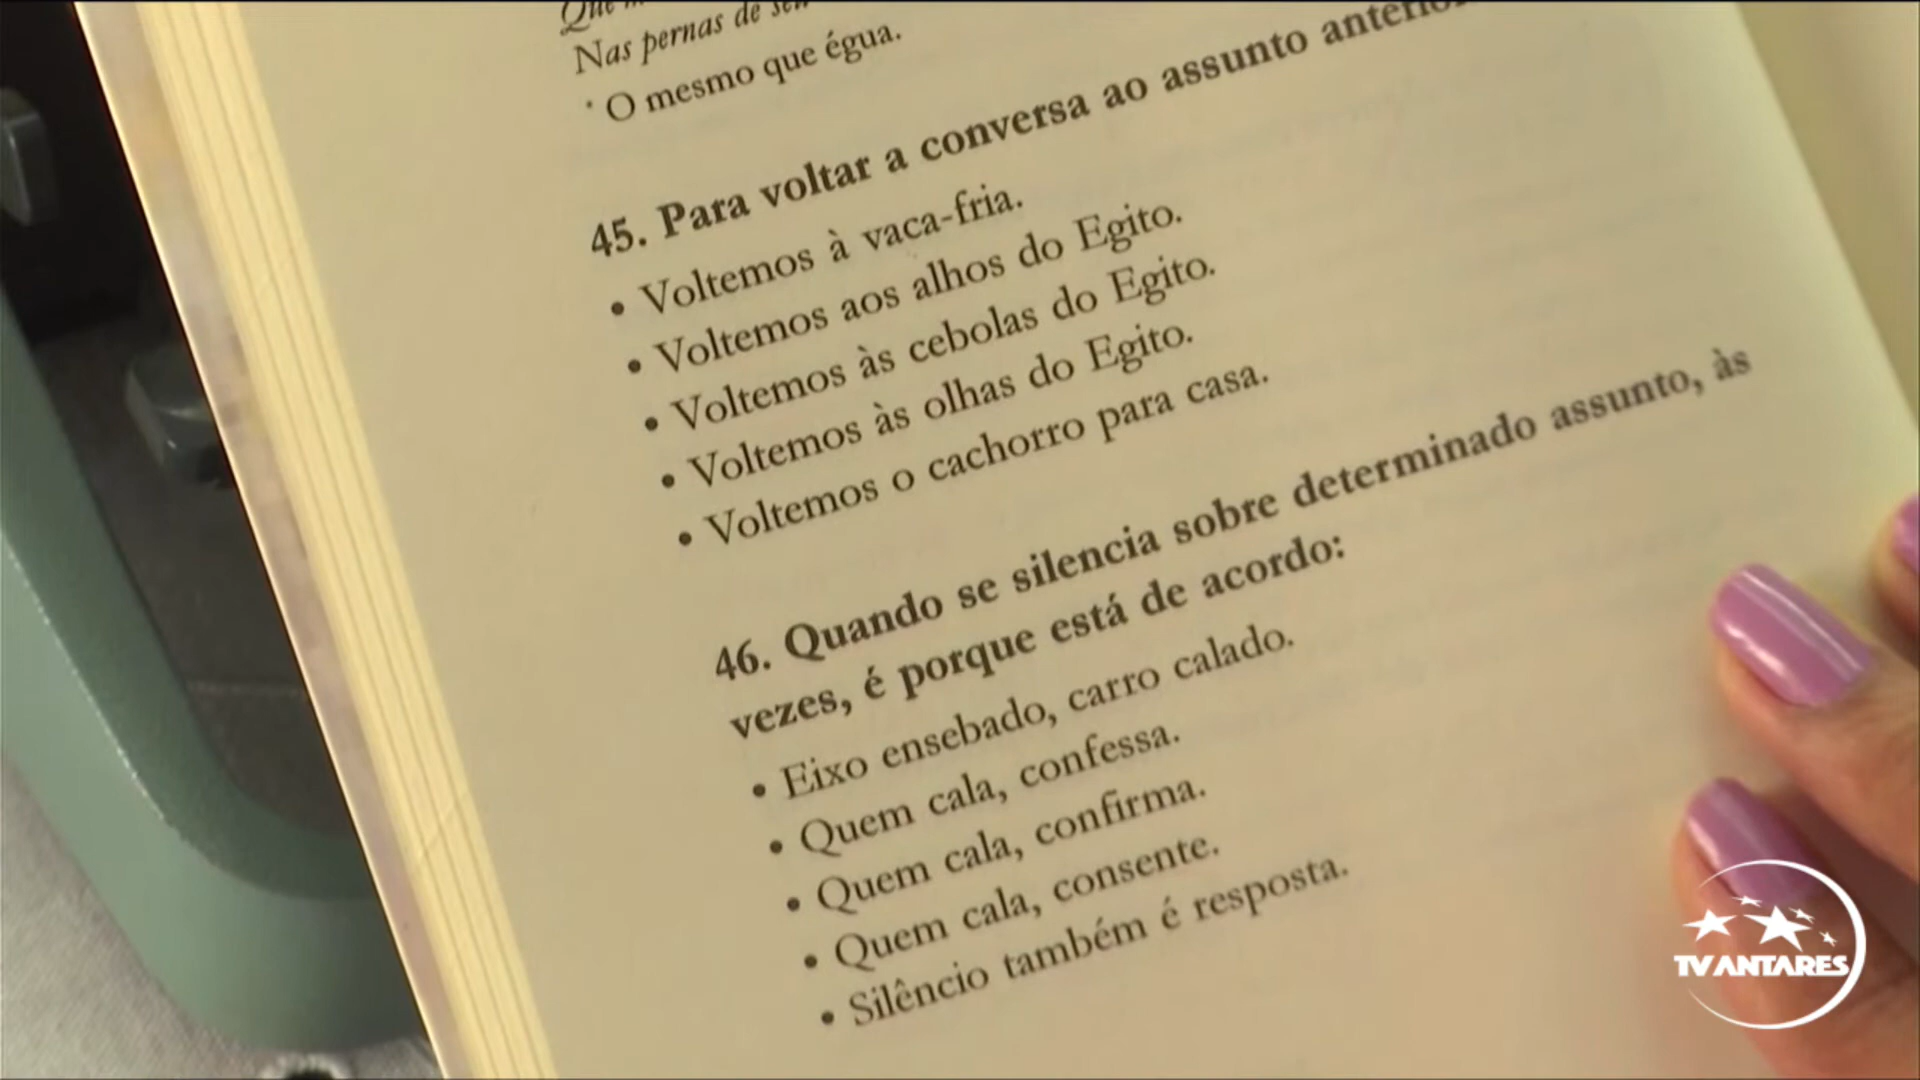 Que
Nas pernas de seu
* O mesmo que égua.
45. Para voltar a conversa ao assunto anterior
• Voltemos à vaca-fria.
• Voltemos aos alhos do Egito.
• Voltemos às cebolas do Egito.
• Voltemos às olhas do Egito.
• Voltemos o cachorro para casa.
46. Quando se silencia sobre determinado assunto, às
vezes, é porque está de acordo:
• Eixo ensebado, carro calado.
• Quem cala, confessa.
• Quem cala, confirma.
• Quem cala, consente.
• Silêncio também é resposta.
TV ANTARES